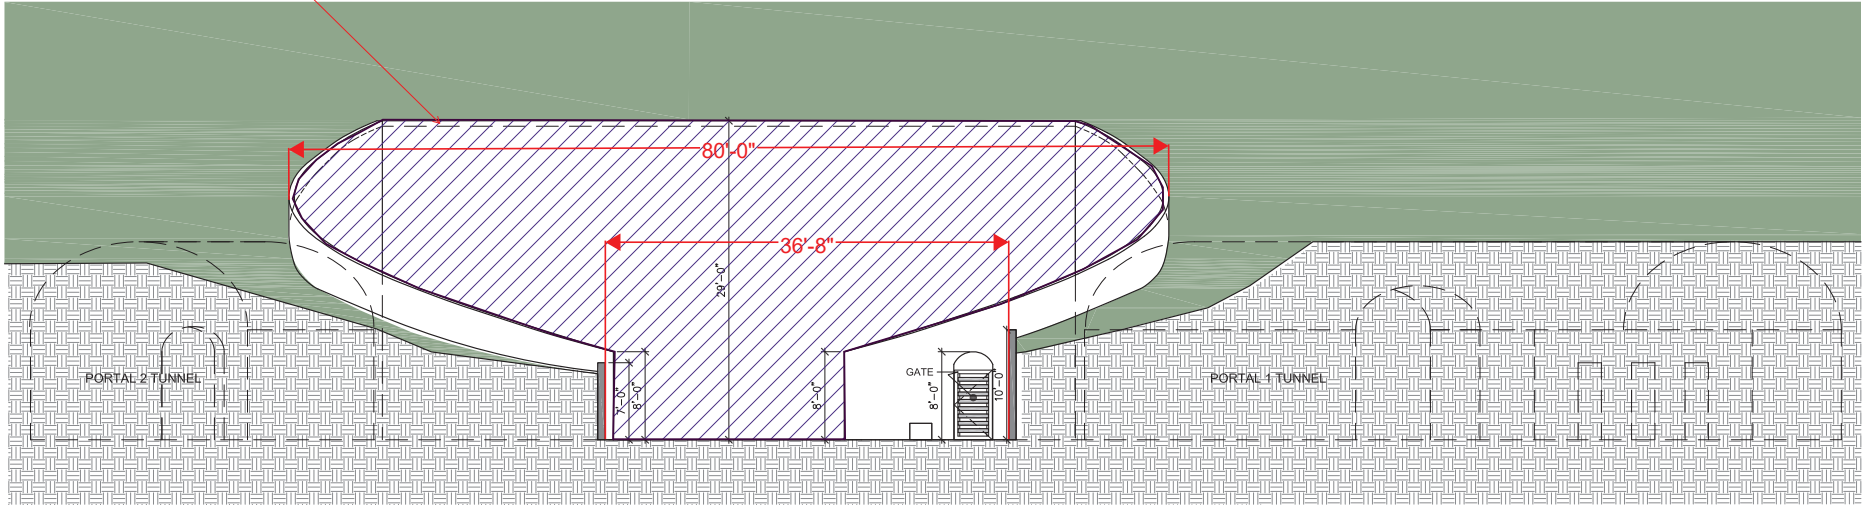 80'-0"
36'-8"
29'-0"
PORTAL 2 TUNNEL
7'-0"
8'-0"
8'-0"
GATE
8'-0"
10'-0"
PORTAL 1 TUNNEL